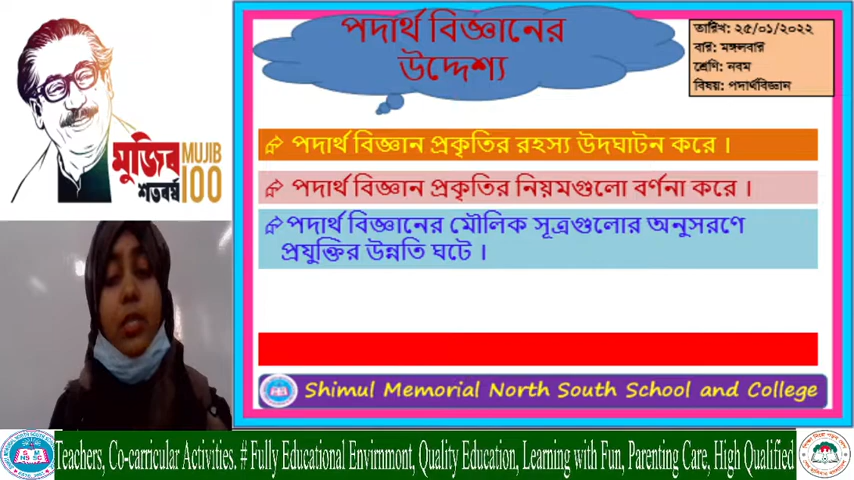 পদার্থ বিজ্ঞানের
উদ্দেশ্য
তারিখ: ২৫/০১/২০২২
বার: মঙ্গলবার
শ্রেণি: নবম
বিষয়: পদার্থবিজ্ঞান
মুজিব MUJIB
শতবর্ষ 100
পদার্থ বিজ্ঞান প্রকৃতির রহস্য উদঘাটন করে ।
পদার্থ বিজ্ঞান প্রকৃতির নিয়মগুলো বর্ণনা করে ।
পদার্থ বিজ্ঞানের মৌলিক সূত্রগুলোর অনুসরণে
প্রযুক্তির উন্নতি ঘটে ।
Shimul Memorial North South School and College
Teachers, Co-carricular Activities. # Fully Educational Envirnment, Quality Education, Learning with Fun, Parenting Care, High Qualified